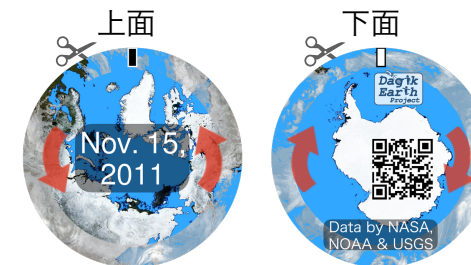 上面
下面
Nov. 15,
2011
Dagik
Earth
Project
Data by NASA,
NOAA & USGS